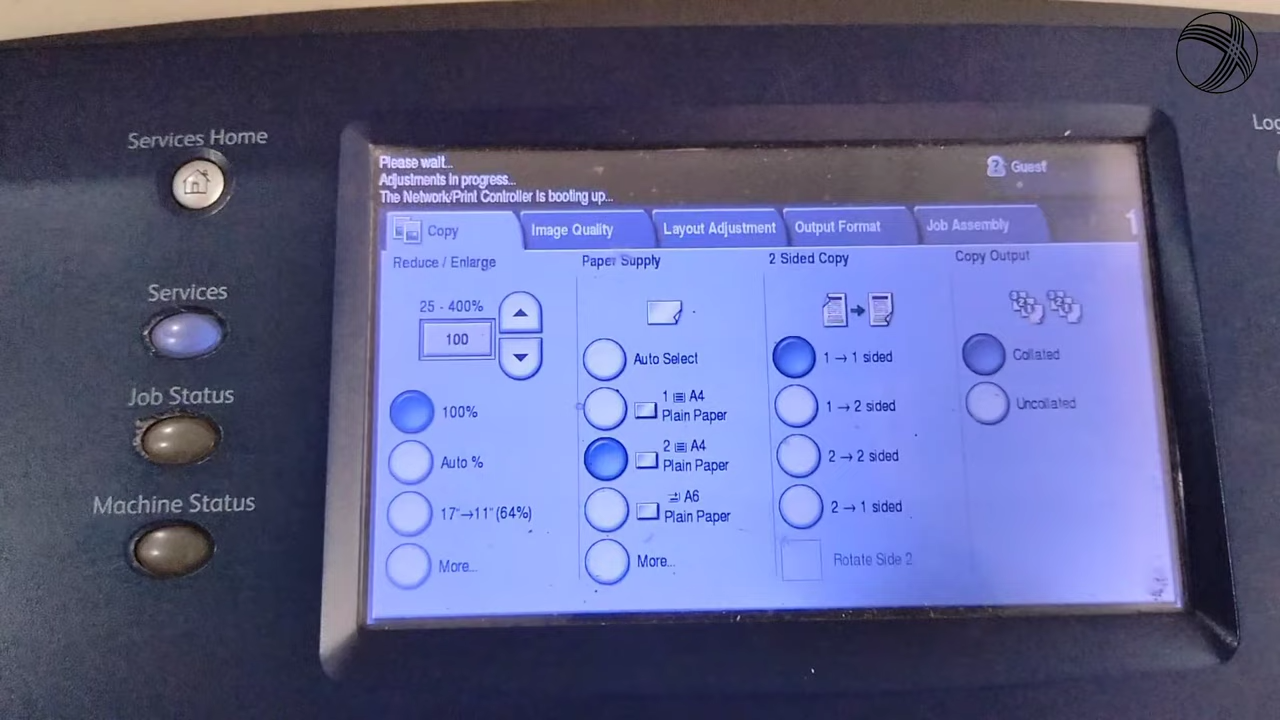 Services Home
Services
Job Status
Machine Status
Please wait...
Adjustments in progress...
The Network/Print Controller is booting up...
Guest
1
Copy
Image Quality
Layout Adjustment
Output Format
Job Assembly
Reduce / Enlarge
25 - 400%
100
100%
Auto %
17"→11" (64%)
More...
Paper Supply
Auto Select
1 A4
Plain Paper
2 A4
Plain Paper
A6
Plain Paper
More...
2 Sided Copy
1 → 1 sided
1 → 2 sided
2 → 2 sided
2 → 1 sided
Rotate Side 2
Copy Output
Collated
Uncollated